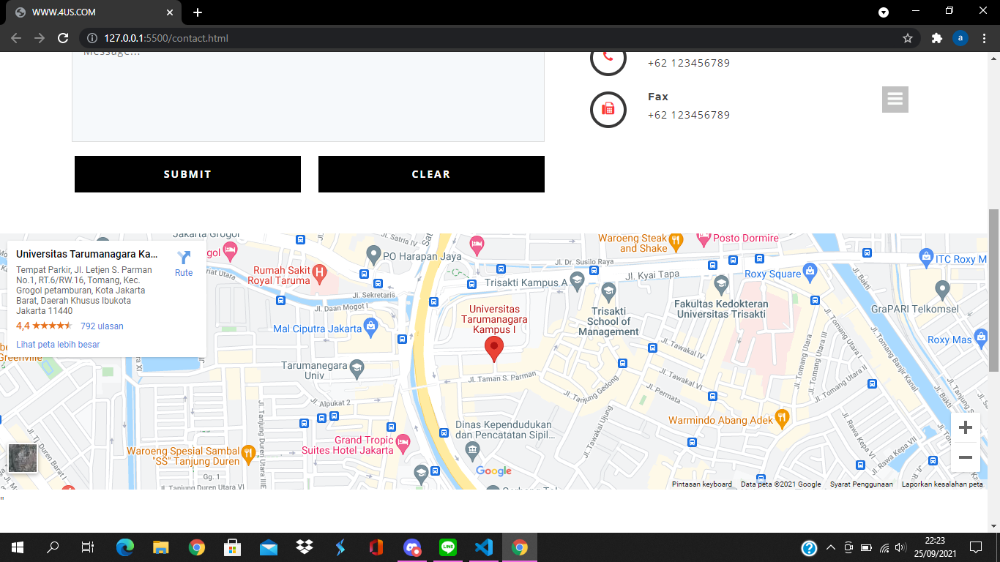 WWW.4US.COM
127.0.0.1:5500/contact.html
a
Message...
+62 123456789
Fax
+62 123456789
SUBMIT
CLEAR
Universitas Tarumanagara Ka...
Rute
Tempat Parkir, Jl. Letjen S. Parman
No.1, RT.6/RW.16, Tomang, Kec.
Grogol petamburan, Kota Jakarta
Barat, Daerah Khusus Ibukota
Jakarta 11440
4,4
792 ulasan
Lihat peta lebih besar
Jakarta Grogol
Jl. Satria IV
PO Harapan Jaya
Rumah Sakit
Royal Taruma
Jl. Sekretaris
Jl. Daan Mogot I
Mal Ciputra Jakarta
Tarumanegara
Univ
Jl. Alpukat 2
Grand Tropic
Suites Hotel Jakarta
Waroeng Spesial Sambal
"SS" Tanjung Duren
Gg. 1
Jl. Tanjung Duren Utara VI
Jl. Tanjung Duren Utara IIIE
Greenville
Waroeng Steak
and Shake
Posto Dormire
Jl. Dr. Susilo Raya
Jl. Kyai Tapa
Trisakti Kampus A
Roxy Square
ITC Roxy M
Universitas
Tarumanagara
Kampus I
Trisakti
School of
Management
Fakultas Kedokteran
Universitas Trisakti
GraPARI Telkomsel
Roxy Mas
Jl. Taman S. Parman
Jl. Tanjung Gedong
Jl. Tawakal IV
Jl. Tawakal VI
Jl. Permata
Jl. Tawakal Ujung
Jl. Tomang Utara
Jl. Tomang Utara III
Jl. Tomang Utara II
Jl. Tomang Utara I
Jl. Tomang Banjir Kanal
Jl. Bakti
Jl. Bakti
Warmindo Abang Adek
Jl. Rawa Kepa VI
Jl. Rawa Kepa VII
Dinas Kependudukan
dan Pencatatan Sipil...
Google
Pintasan keyboard
Data peta ©2021 Google
Syarat Penggunaan
Laporkan kesalahan peta
"
22:23
25/09/2021